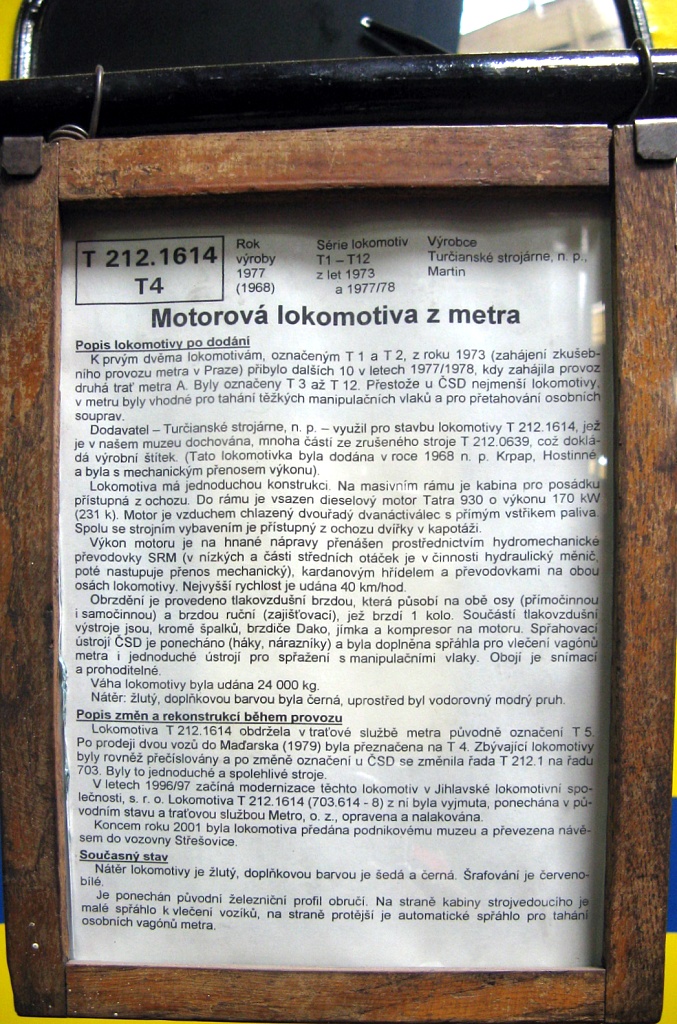 T 212.1614
T4
Rok
výroby
1977
(1968)
Série lokomotiv
T1 – T12
z let 1973
a 1977/78
Výrobce
Turčianské strojárne, n. p.,
Martin
Motorová lokomotiva z metra
Popis lokomotivy po dodání
K prvým dvěma lokomotivám, označeným T 1 a T 2, z roku 1973 (zahájení zkušeb-
ního provozu metra v Praze) přibylo dalších 10 v letech 1977/1978, kdy zahájila provoz
druhá trať metra A. Byly označeny T 3 až T 12. Přestože u ČSD nejmenší lokomotivy,
v metru byly vhodné pro tahání těžkých manipulačních vlaků a pro přetahování osobních
souprav.
Dodavatel – Turčianské strojárne, n. p. – využil pro stavbu lokomotivy T 212.1614, jež
je v našem muzeu dochována, mnoha částí ze zrušeného stroje T 212.0639, což doklá-
dá výrobní štítek. (Tato lokomotivka byla dodána v roce 1968 n. p. Krpap, Hostinné
a byla s mechanickým přenosem výkonu).
Lokomotiva má jednoduchou konstrukci. Na masivním rámu je kabina pro posádku
přístupná z ochozu. Do rámu je vsazen dieselový motor Tatra 930 o výkonu 170 kW
(231 k). Motor je vzduchem chlazený dvouřadý dvanáctiválec s přímým vstřikem paliva.
Spolu se strojním vybavením je přístupný z ochozu dvířky v kapotáži.
Výkon motoru je na hnané nápravy přenášen prostřednictvím hydromechanické
převodovky SRM (v nízkých a části středních otáček je v činnosti hydraulický měnič,
poté nastupuje přenos mechanický), kardanovým hřídelem a převodovkami na obou
osách lokomotivy. Nejvyšší rychlost je udána 40 km/hod.
Obrzdění je provedeno tlakovzdušní brzdou, která působí na obě osy (přímočinnou
i samočinnou) a brzdou ruční (zajišťovací), jež brzdí 1 kolo. Součástí tlakovzdušní
výstroje jsou, kromě špalků, brzdiče Dako, jímka a kompresor na motoru. Spřahovací
ústrojí ČSD je ponecháno (háky, nárazníky) a byla doplněna spřáhla pro vlečení vagónů
metra i jednoduché ústrojí pro spřažení s manipulačními vlaky. Obojí je snímací
a prohoditelné.
Váha lokomotivy byla udána 24 000 kg.
Nátěr: žlutý, doplňkovou barvou byla černá, uprostřed byl vodorovný modrý pruh.
Popis změn a rekonstrukcí během provozu
Lokomotiva T 212.1614 obdržela v traťové službě metra původně označení T 5.
Po prodeji dvou vozů do Maďarska (1979) byla přeznačena na T 4. Zbývající lokomotivy
byly rovněž přečíslovány a po změně označení u ČSD se změnila řada T 212.1 na řadu
703. Byly to jednoduché a spolehlivé stroje.
V letech 1996/97 začíná modernizace těchto lokomotiv v Jihlavské lokomotivní spo-
lečnosti, s. r. o. Lokomotiva T 212.1614 (703.614 - 8) z ní byla vyjmuta, ponechána v pů-
vodním stavu a traťovou službou Metro, o. z., opravena a nalakována.
Koncem roku 2001 byla lokomotiva předána podnikovému muzeu a převezena návě-
sem do vozovny Střešovice.
Současný stav
Nátěr lokomotivy je žlutý, doplňkovou barvou je šedá a černá. Šrafování je červeno-
bílé.
Je ponechán původní železniční profil obručí. Na straně kabiny strojvedoucího je
malé spřáhlo k vlečení vozíků, na straně protější je automatické spřáhlo pro tahání
osobních vagónů metra.